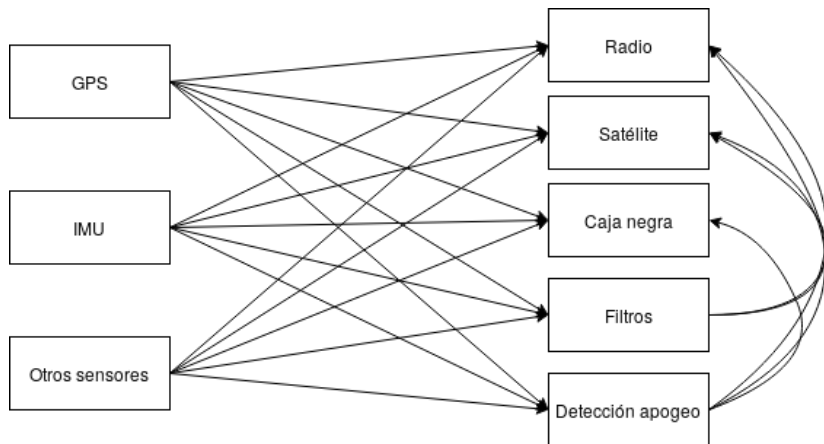 GPS
IMU
Otros sensores
Radio
Satélite
Caja negra
Filtros
Detección apogeo